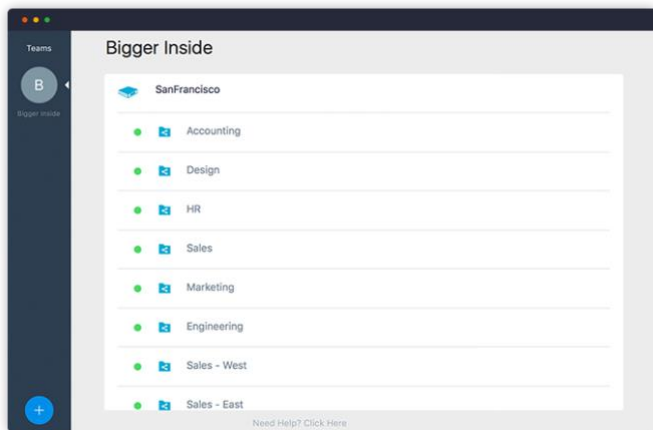 Teams
B
Bigger Inside
Bigger Inside
SanFrancisco
Accounting
Design
HR
Sales
Marketing
Engineering
Sales - West
Sales - East
Need Help? Click Here